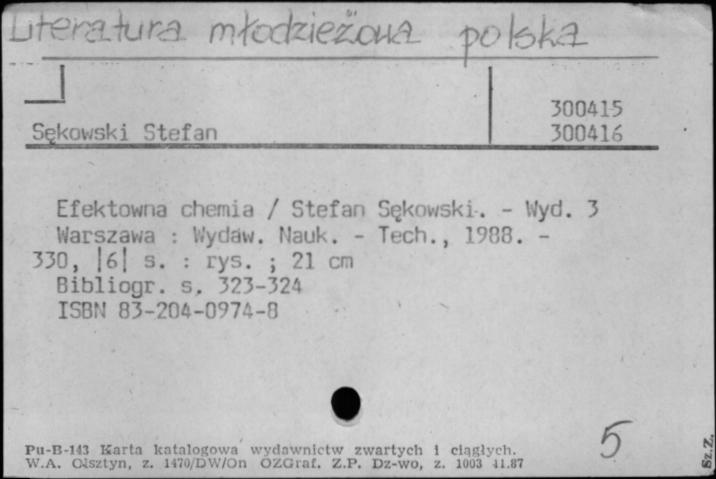 Literatura młodzieżowa polska
300415
Sękowski Stefan 300416
Efektowna chemia / Stefan Sękowski. - Wyd. 3
Warszawa : Wydaw. Nauk. - Tech., 1988. -
330, |6| s. : rys. ; 21 cm
Bibliogr. s. 323-324
ISBN 83-204-0974-8
5
Pu-B-143 Karta katalogowa wydawnictw zwartych i ciągłych.
W.A. Olsztyn, z. 1470/DW/On OZGraf. Z.P. Dz-wo, z. 1003 11.87
Sz.Z.